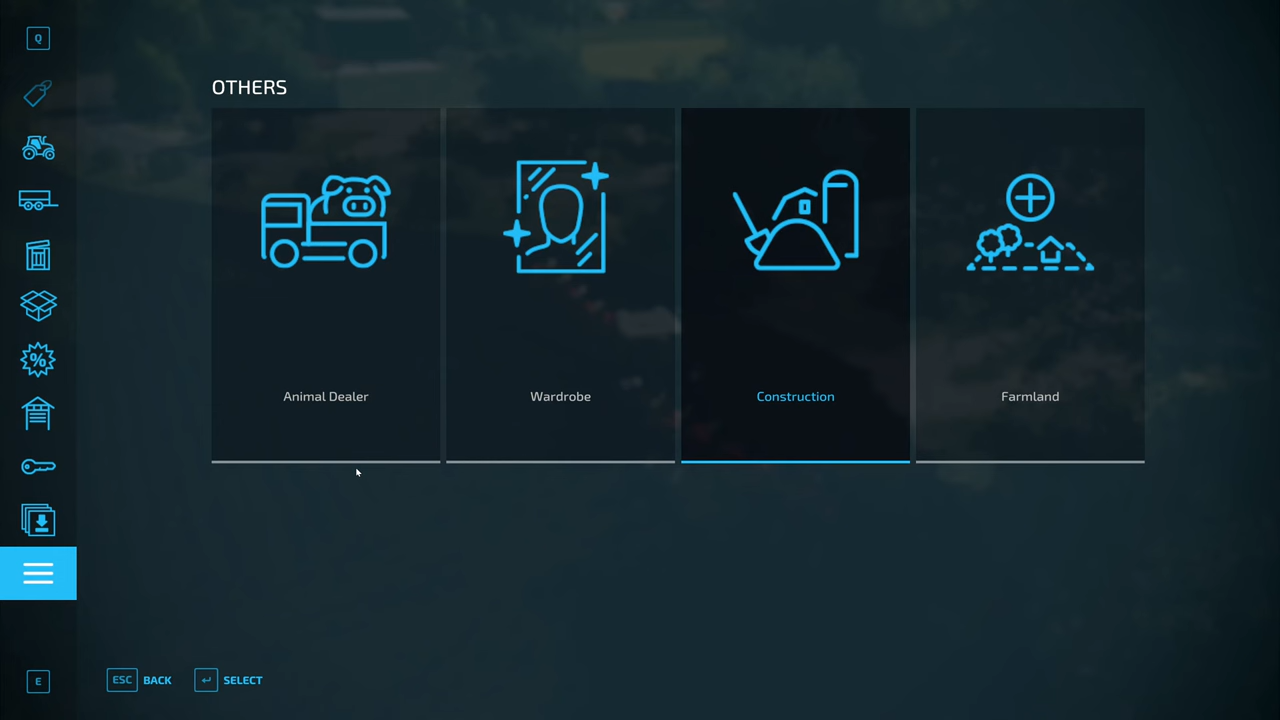 Q
OTHERS
%
Animal Dealer
Wardrobe
Construction
Farmland
E
ESC BACK
↵ SELECT